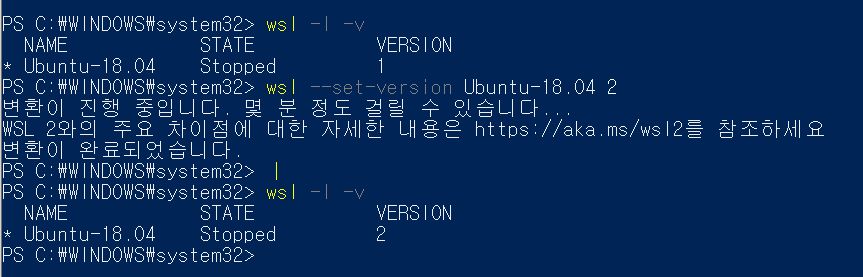 PS C:₩WINDOWS₩system32> wsl -l -v
NAME STATE VERSION
* Ubuntu-18.04 Stopped 1
PS C:₩WINDOWS₩system32> wsl --set-version Ubuntu-18.04 2
변환이 진행 중입니다. 몇 분 정도 걸릴 수 있습니다...
WSL 2와의 주요 차이점에 대한 자세한 내용은 https://aka.ms/wsl2를 참조하세요
변환이 완료되었습니다.
PS C:₩WINDOWS₩system32> |
PS C:₩WINDOWS₩system32> wsl -l -v
NAME STATE VERSION
* Ubuntu-18.04 Stopped 2
PS C:₩WINDOWS₩system32>